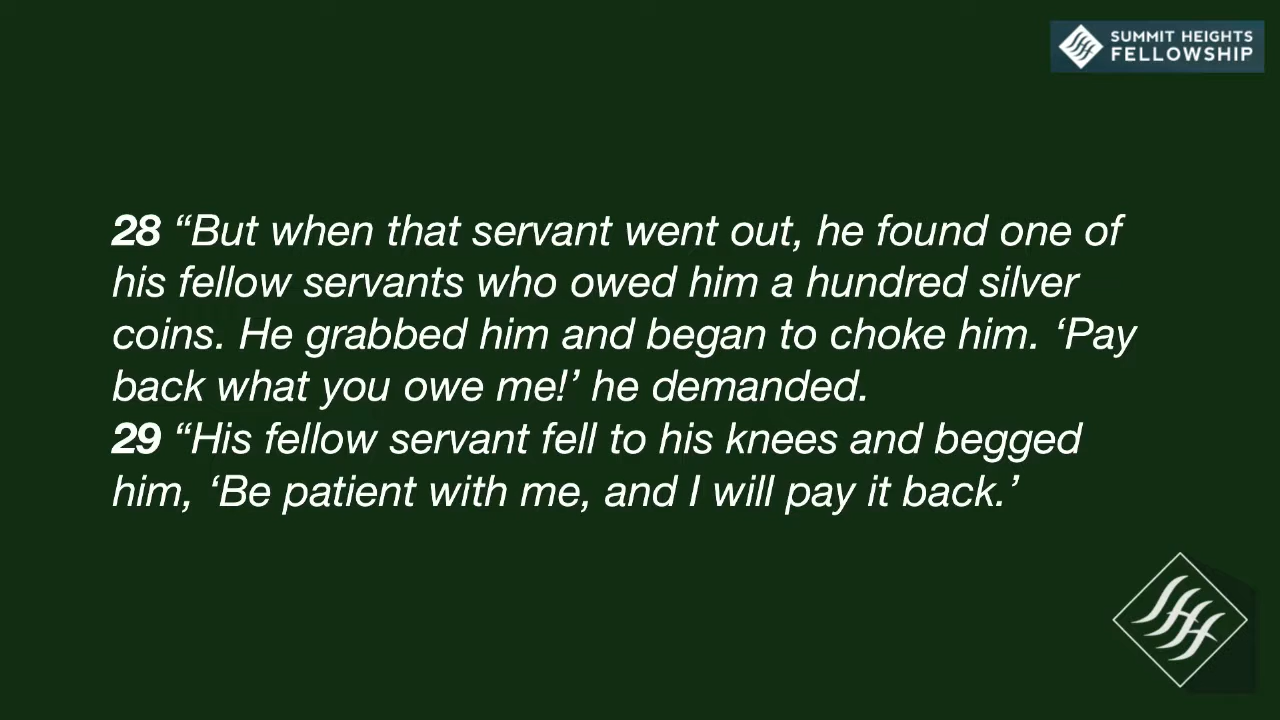 SUMMIT HEIGHTS
FELLOWSHIP
28 “But when that servant went out, he found one of
his fellow servants who owed him a hundred silver
coins. He grabbed him and began to choke him. ‘Pay
back what you owe me!’ he demanded.
29 “His fellow servant fell to his knees and begged
him, ‘Be patient with me, and I will pay it back.’